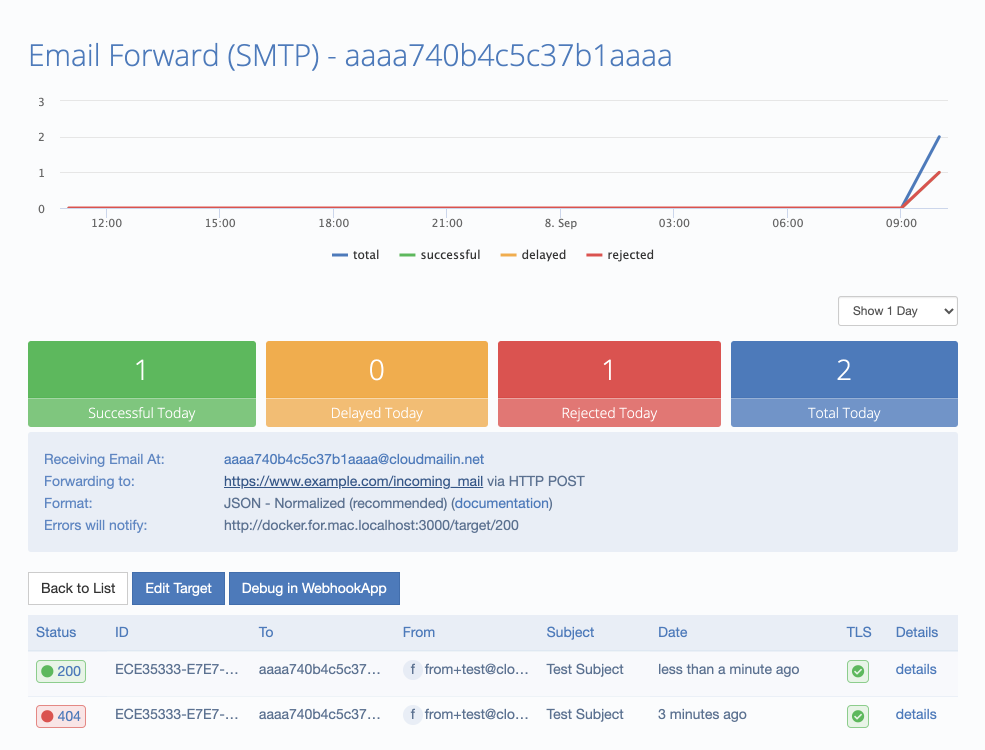 Email Forward (SMTP) - aaaa740b4c5c37b1aaaa
3
2
1
0
12:00 15:00 18:00 21:00 8. Sep 03:00 06:00 09:00
total successful delayed rejected
Show 1 Day
1 0 1 2
Successful Today Delayed Today Rejected Today Total Today
Receiving Email At: aaaa740b4c5c37b1aaaa@cloudmailin.net
Forwarding to: https://www.example.com/incoming_mail via HTTP POST
Format: JSON - Normalized (recommended) (documentation)
Errors will notify: http://docker.for.mac.localhost:3000/target/200
Back to List Edit Target Debug in WebhookApp
Status ID To From Subject Date TLS Details
200 ECE35333-E7E7-... aaaa740b4c5c37... f from+test@clo... Test Subject less than a minute ago details
404 ECE35333-E7E7-... aaaa740b4c5c37... f from+test@clo... Test Subject 3 minutes ago details